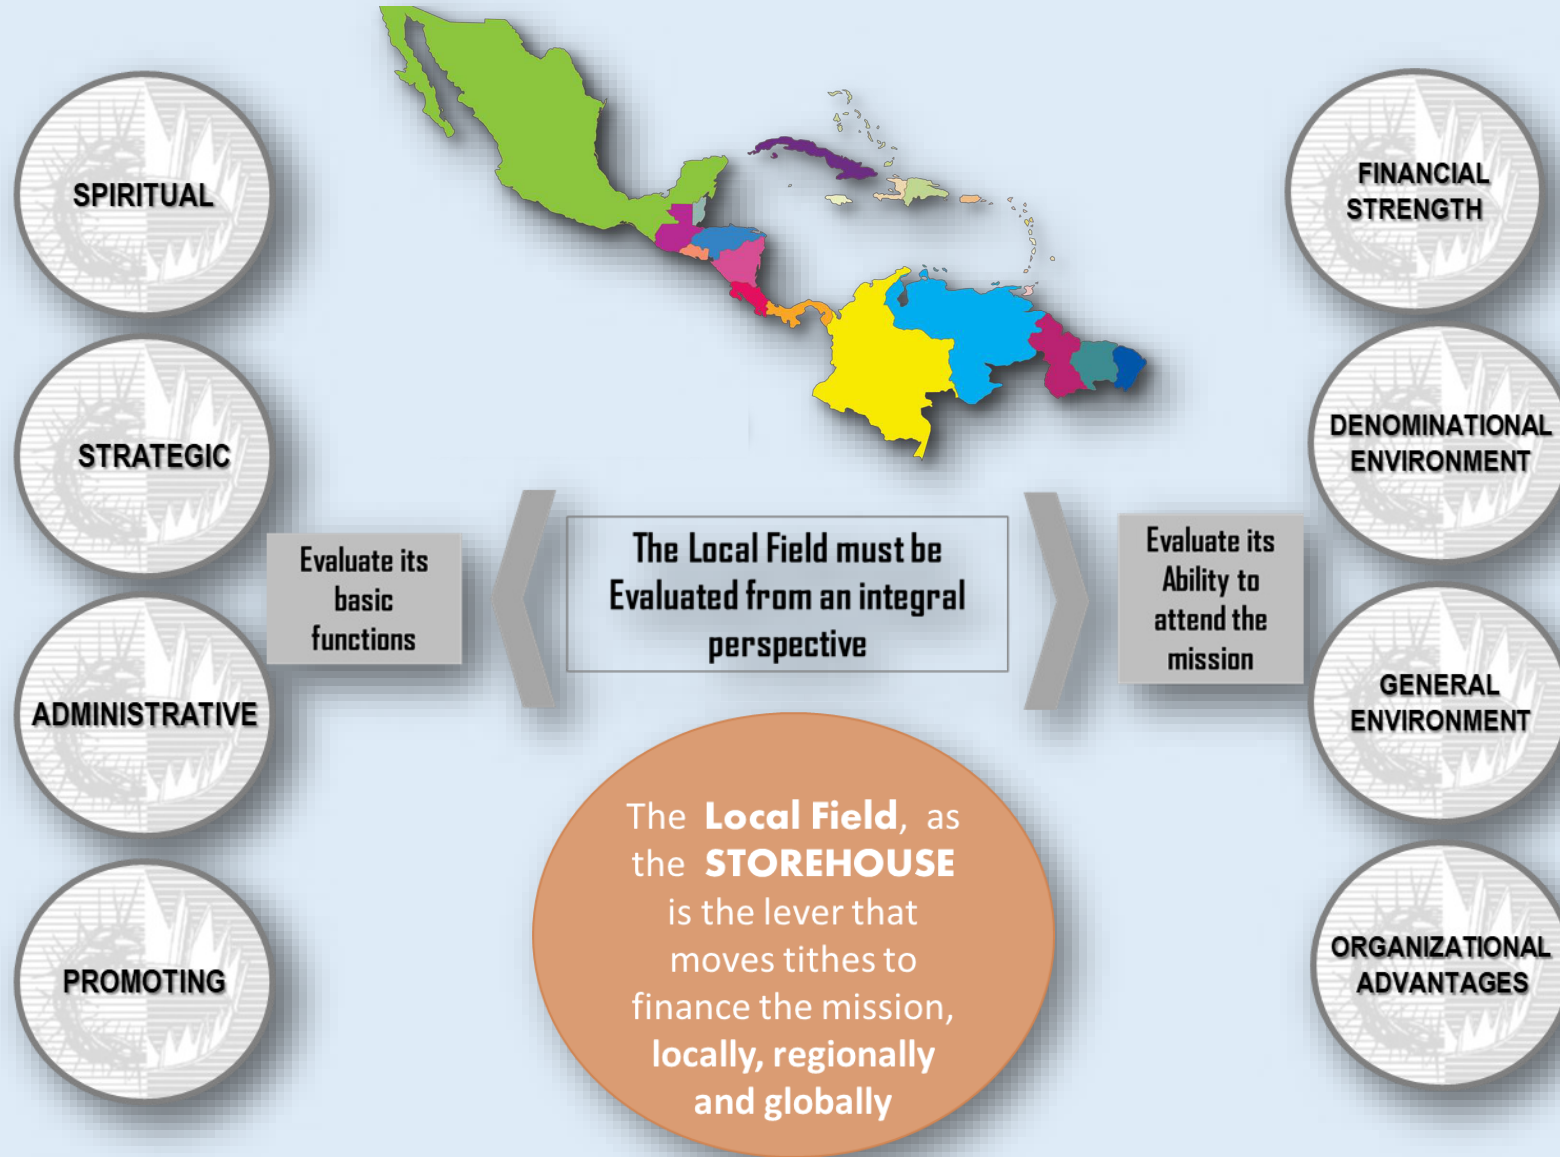 SPIRITUAL
STRATEGIC
ADMINISTRATIVE
PROMOTING
Evaluate its
basic
functions
The Local Field must be
Evaluated from an integral
perspective
The Local Field, as
the STOREHOUSE
is the lever that
moves tithes to
finance the mission,
locally, regionally
and globally
Evaluate its
Ability to
attend the
mission
FINANCIAL
STRENGTH
DENOMINATIONAL
ENVIRONMENT
GENERAL
ENVIRONMENT
ORGANIZATIONAL
ADVANTAGES